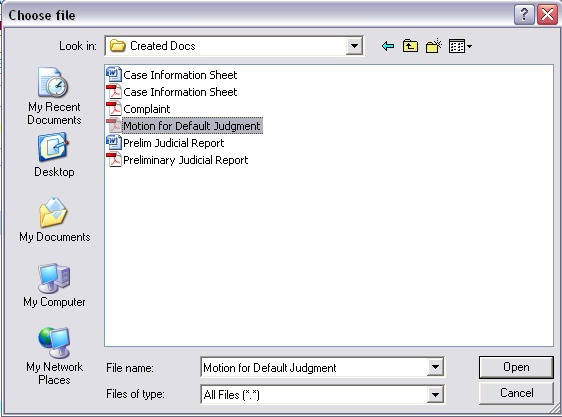 Choose file
Look in:
Created Docs
My Recent
Documents
Desktop
My Documents
My Computer
My Network
Places
Case Information Sheet
Case Information Sheet
Complaint
Motion for Default Judgment
Prelim Judicial Report
Preliminary Judicial Report
File name:
Motion for Default Judgment
Open
Files of type:
All Files (*.*)
Cancel